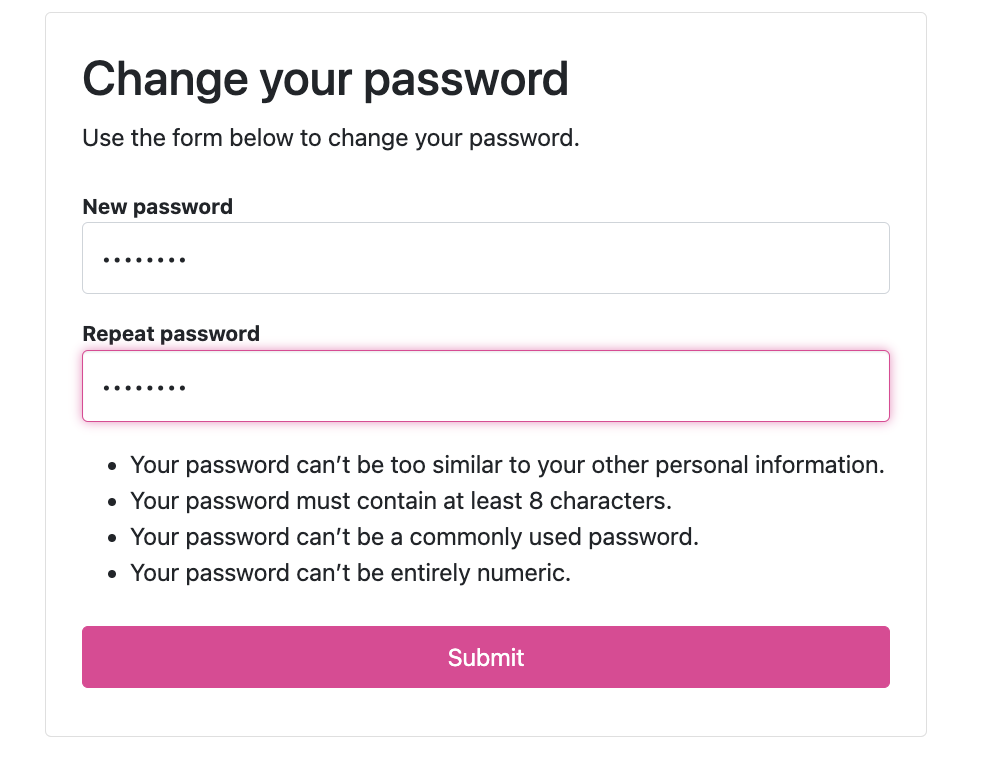 Change your password
Use the form below to change your password.
New password
••••••••
Repeat password
••••••••
• Your password can’t be too similar to your other personal information.
• Your password must contain at least 8 characters.
• Your password can’t be a commonly used password.
• Your password can’t be entirely numeric.
Submit